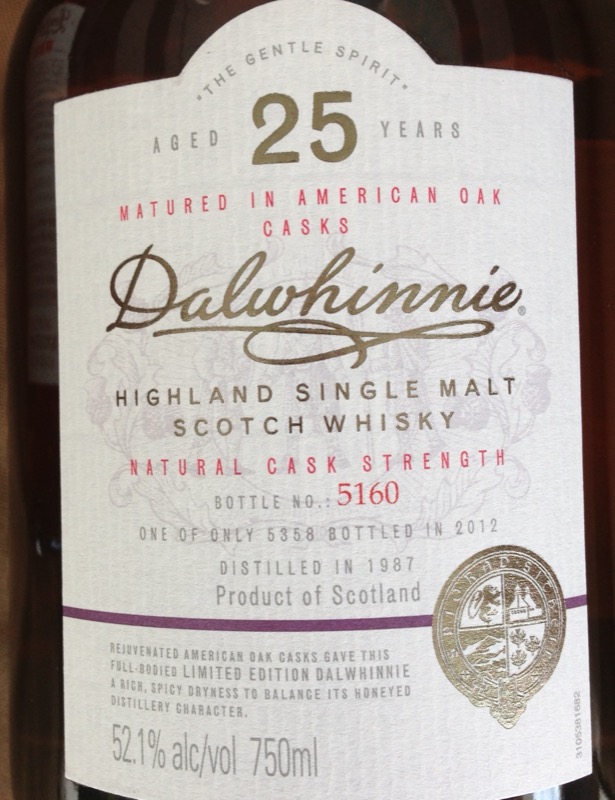 "THE GENTLE SPIRIT"
AGED 25 YEARS
MATURED IN AMERICAN OAK
CASKS
Dalwhinnie®
HIGHLAND SINGLE MALT
SCOTCH WHISKY
NATURAL CASK STRENGTH
BOTTLE NO.: 5160
ONE OF ONLY 5358 BOTTLED IN 2012
DISTILLED IN 1987
Product of Scotland
REJUVENATED AMERICAN OAK CASKS GAVE THIS
FULL-BODIED LIMITED EDITION DALWHINNIE
A RICH, SPICY DRYNESS TO BALANCE ITS HONEYED
DISTILLERY CHARACTER.
52.1% alc/vol 750ml
3105381682